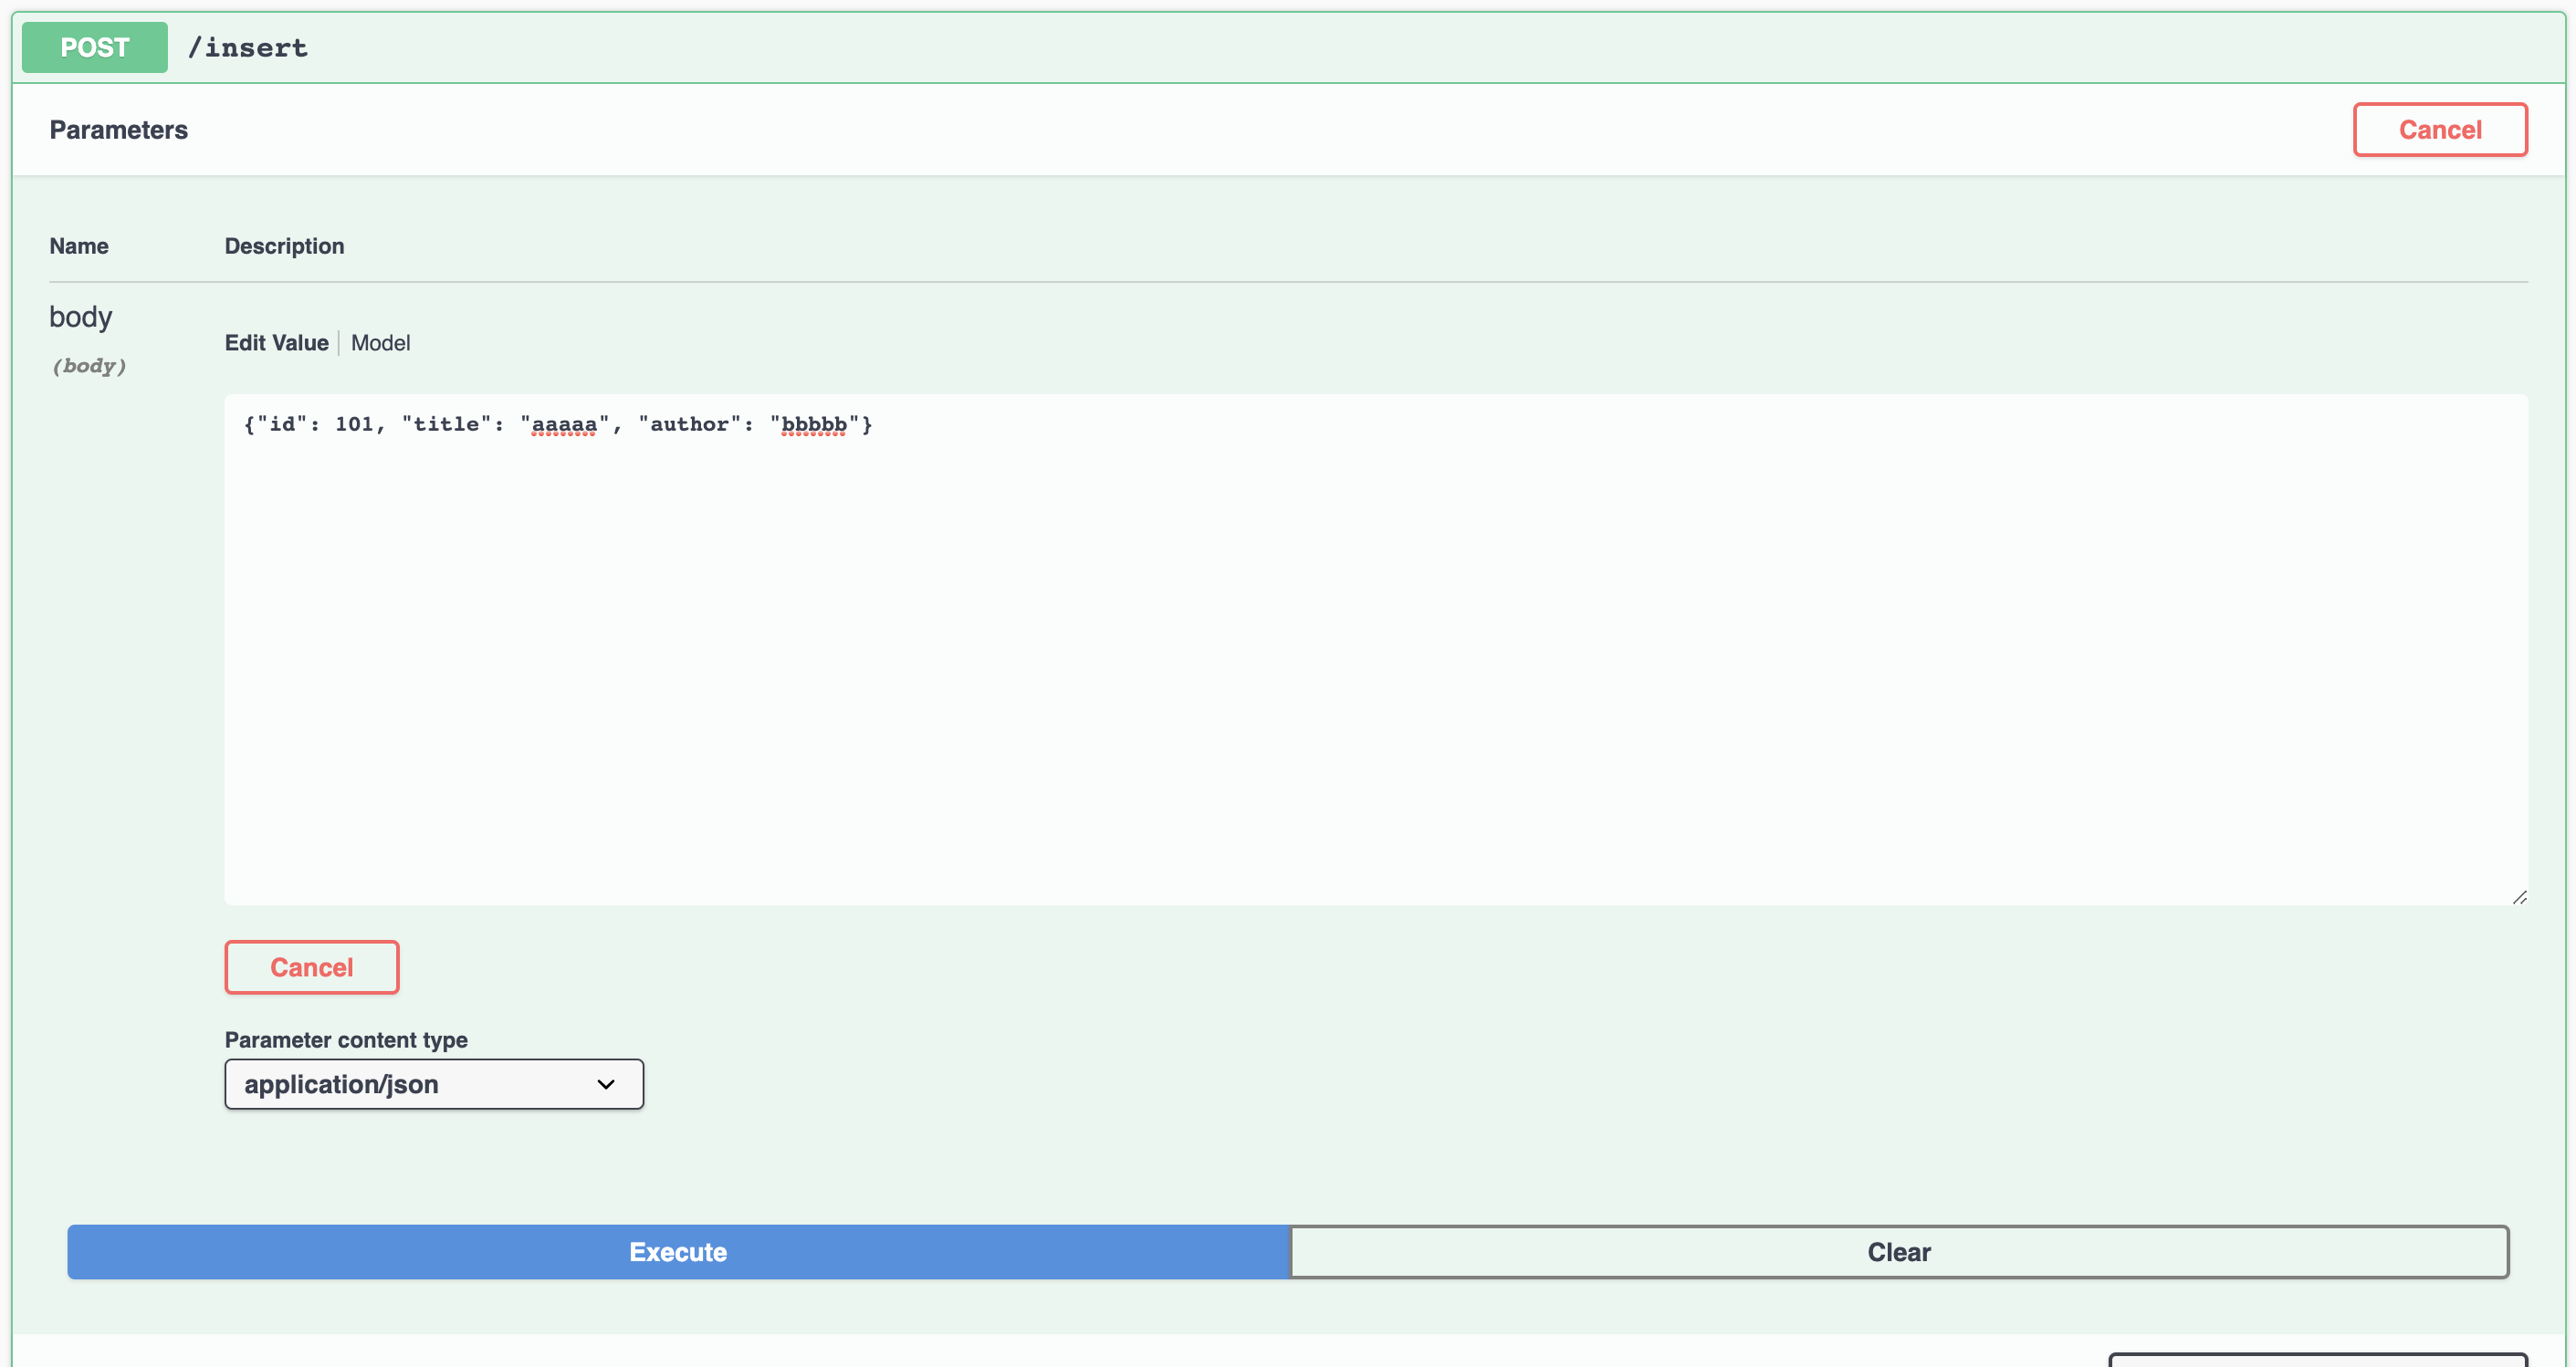 POST /insert
Parameters
Cancel
Name Description
body
(body)
Edit Value Model
{"id": 101, "title": "aaaaa", "author": "bbbbb"}
Cancel
Parameter content type
application/json
Execute Clear